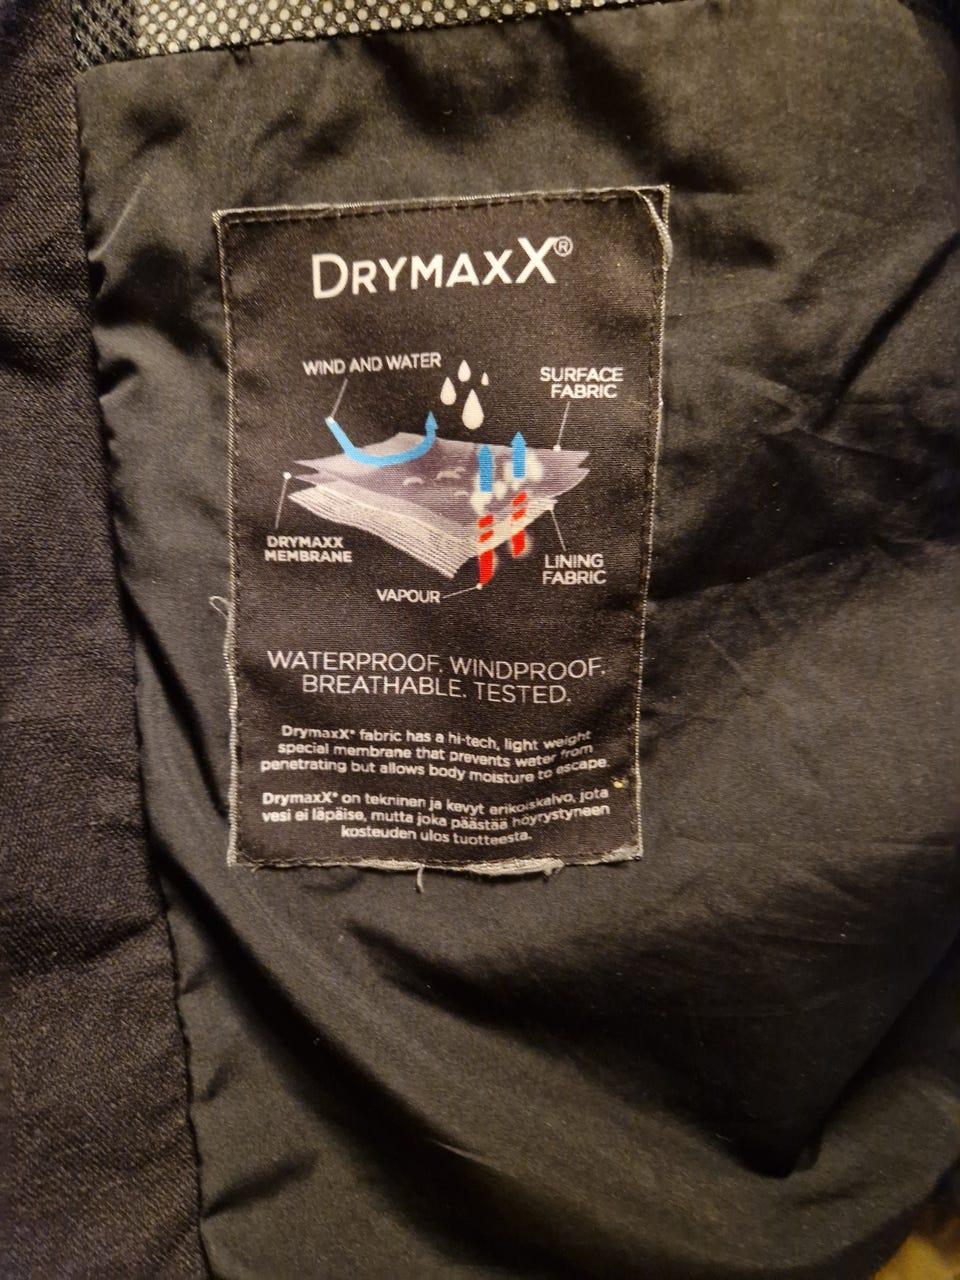 DRYMAXX®
WIND AND WATER
SURFACE
FABRIC
DRYMAXX
MEMBRANE
LINING
FABRIC
VAPOUR
WATERPROOF. WINDPROOF.
BREATHABLE. TESTED.
DrymaxX® fabric has a hi-tech, light weight
special membrane that prevents water from
penetrating but allows body moisture to escape.
DrymaxX® on tekninen ja kevyt erikoiskalvo, jota
vesi ei läpäise, mutta joka päästää höyrystyneen
kosteuden ulos tuotteesta.